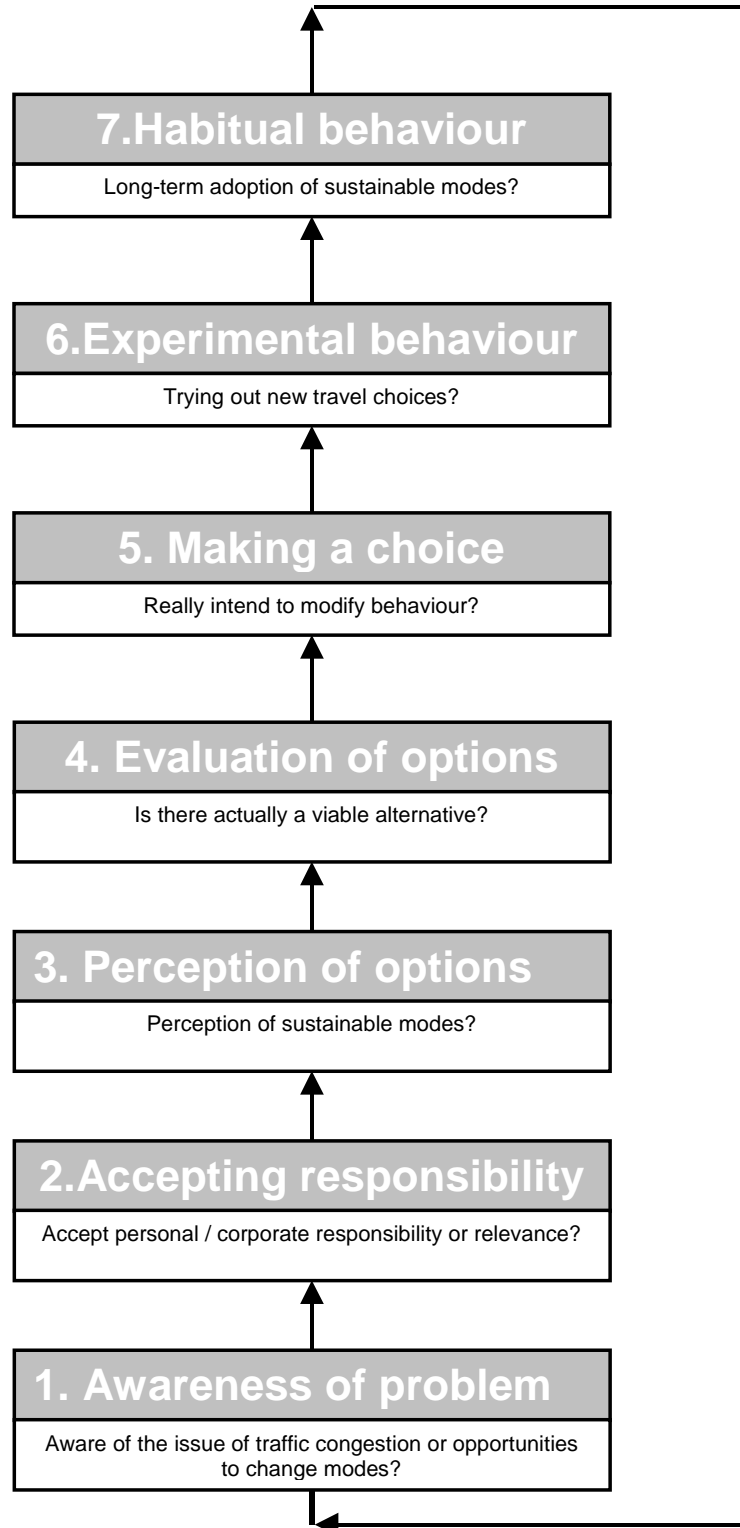 7.Habitual behaviour
Long-term adoption of sustainable modes?
6.Experimental behaviour
Trying out new travel choices?
5. Making a choice
Really intend to modify behaviour?
4. Evaluation of options
Is there actually a viable alternative?
3. Perception of options
Perception of sustainable modes?
2.Accepting responsibility
Accept personal / corporate responsibility or relevance?
1. Awareness of problem
Aware of the issue of traffic congestion or opportunities
to change modes?